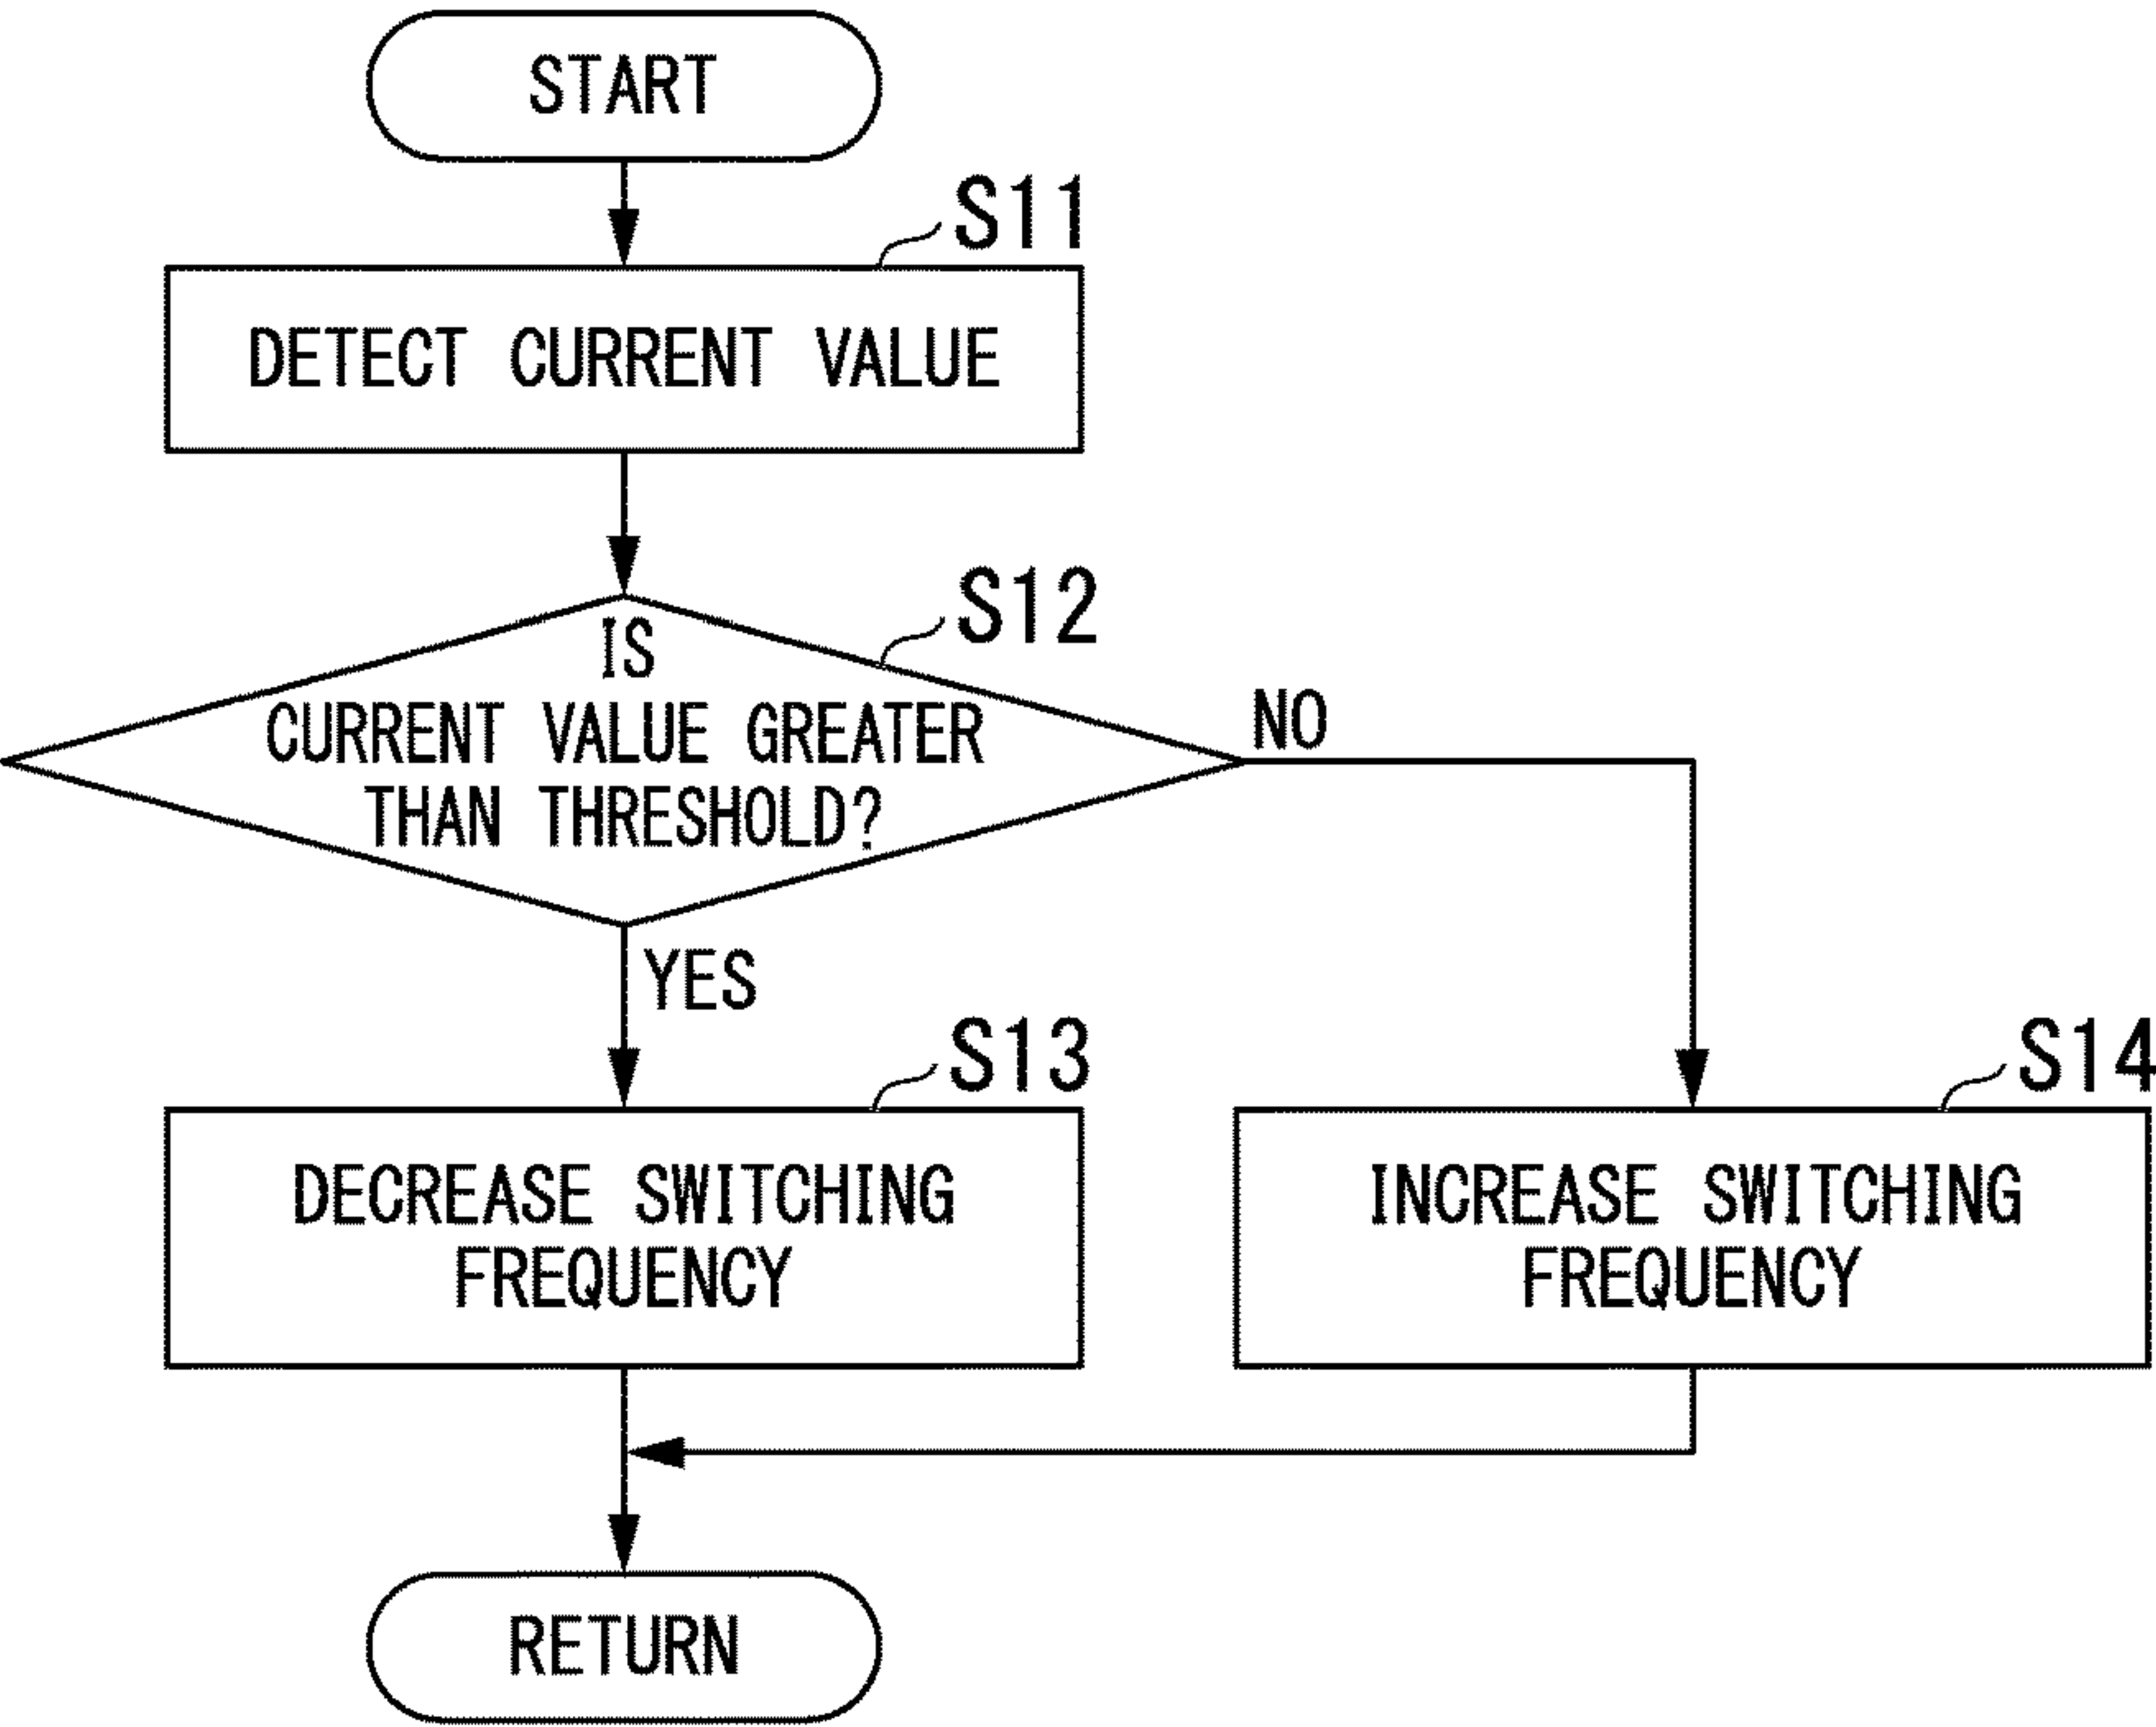 START
S11
DETECT CURRENT VALUE
S12
IS
CURRENT VALUE GREATER
THAN THRESHOLD?
NO
YES
S13
DECREASE SWITCHING
FREQUENCY
S14
INCREASE SWITCHING
FREQUENCY
RETURN